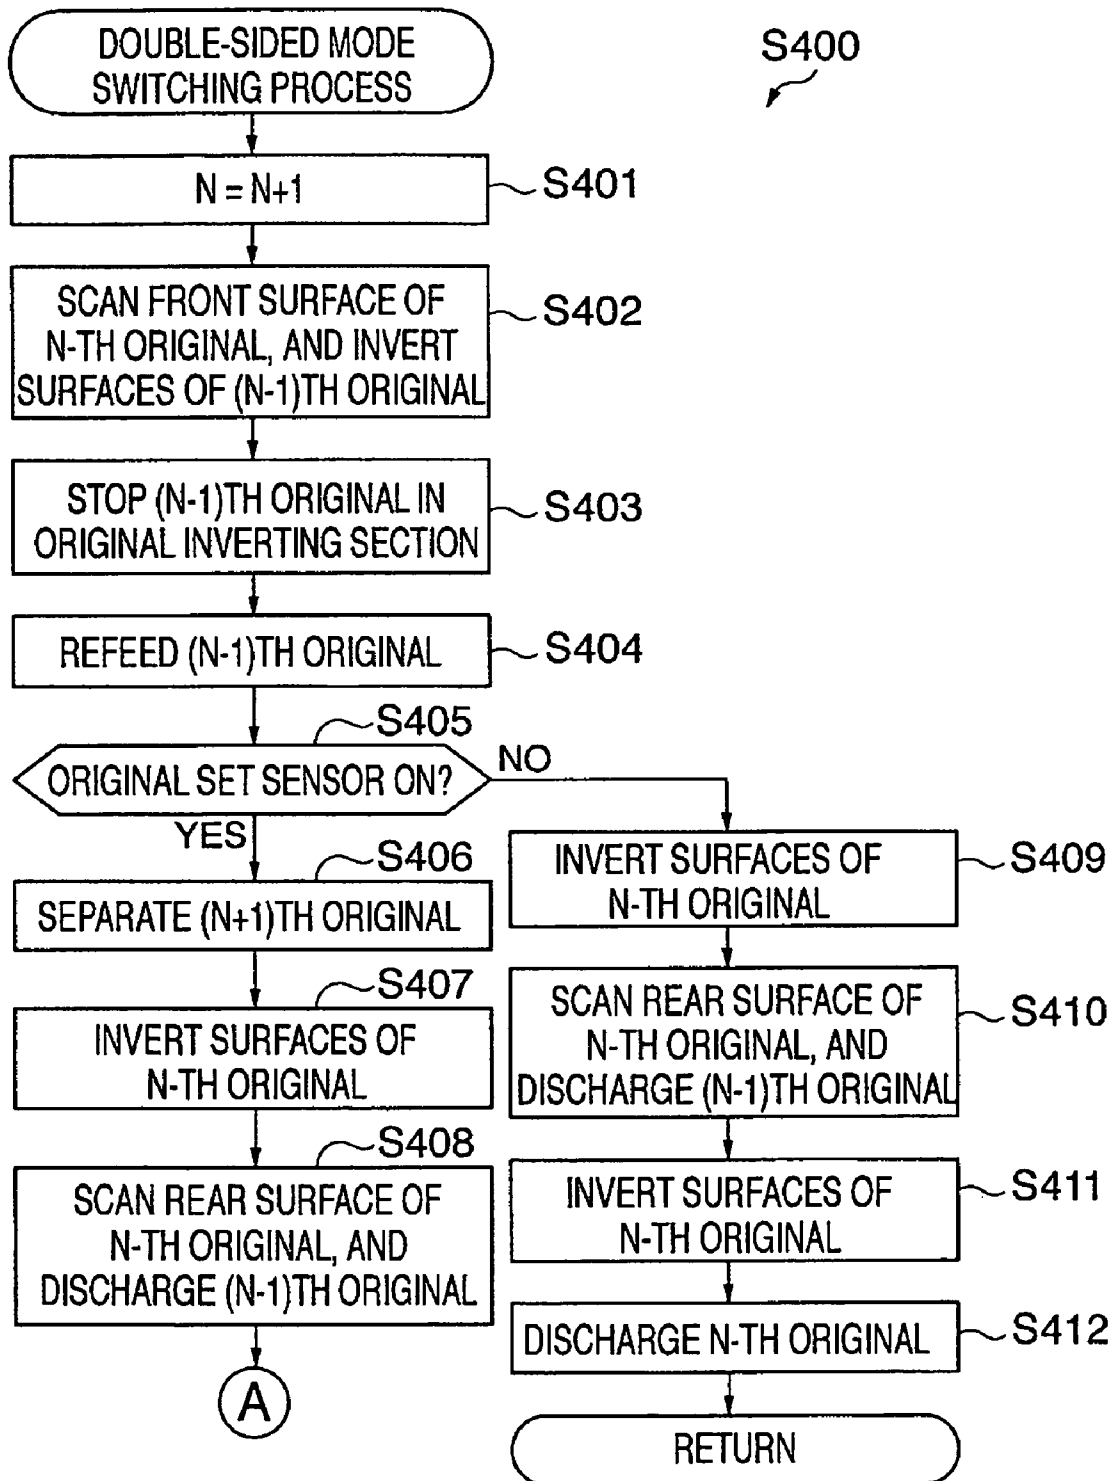 DOUBLE-SIDED MODE
SWITCHING PROCESS
S400
N = N+1
S401
SCAN FRONT SURFACE OF
N-TH ORIGINAL, AND INVERT
SURFACES OF (N-1)TH ORIGINAL
S402
STOP (N-1)TH ORIGINAL IN
ORIGINAL INVERTING SECTION
S403
REFEED (N-1)TH ORIGINAL
S404
S405
ORIGINAL SET SENSOR ON?
NO
YES
S406
SEPARATE (N+1)TH ORIGINAL
S407
INVERT SURFACES OF
N-TH ORIGINAL
S408
SCAN REAR SURFACE OF
N-TH ORIGINAL, AND
DISCHARGE (N-1)TH ORIGINAL
A
INVERT SURFACES OF
N-TH ORIGINAL
S409
SCAN REAR SURFACE OF
N-TH ORIGINAL, AND
DISCHARGE (N-1)TH ORIGINAL
S410
INVERT SURFACES OF
N-TH ORIGINAL
S411
DISCHARGE N-TH ORIGINAL
S412
RETURN